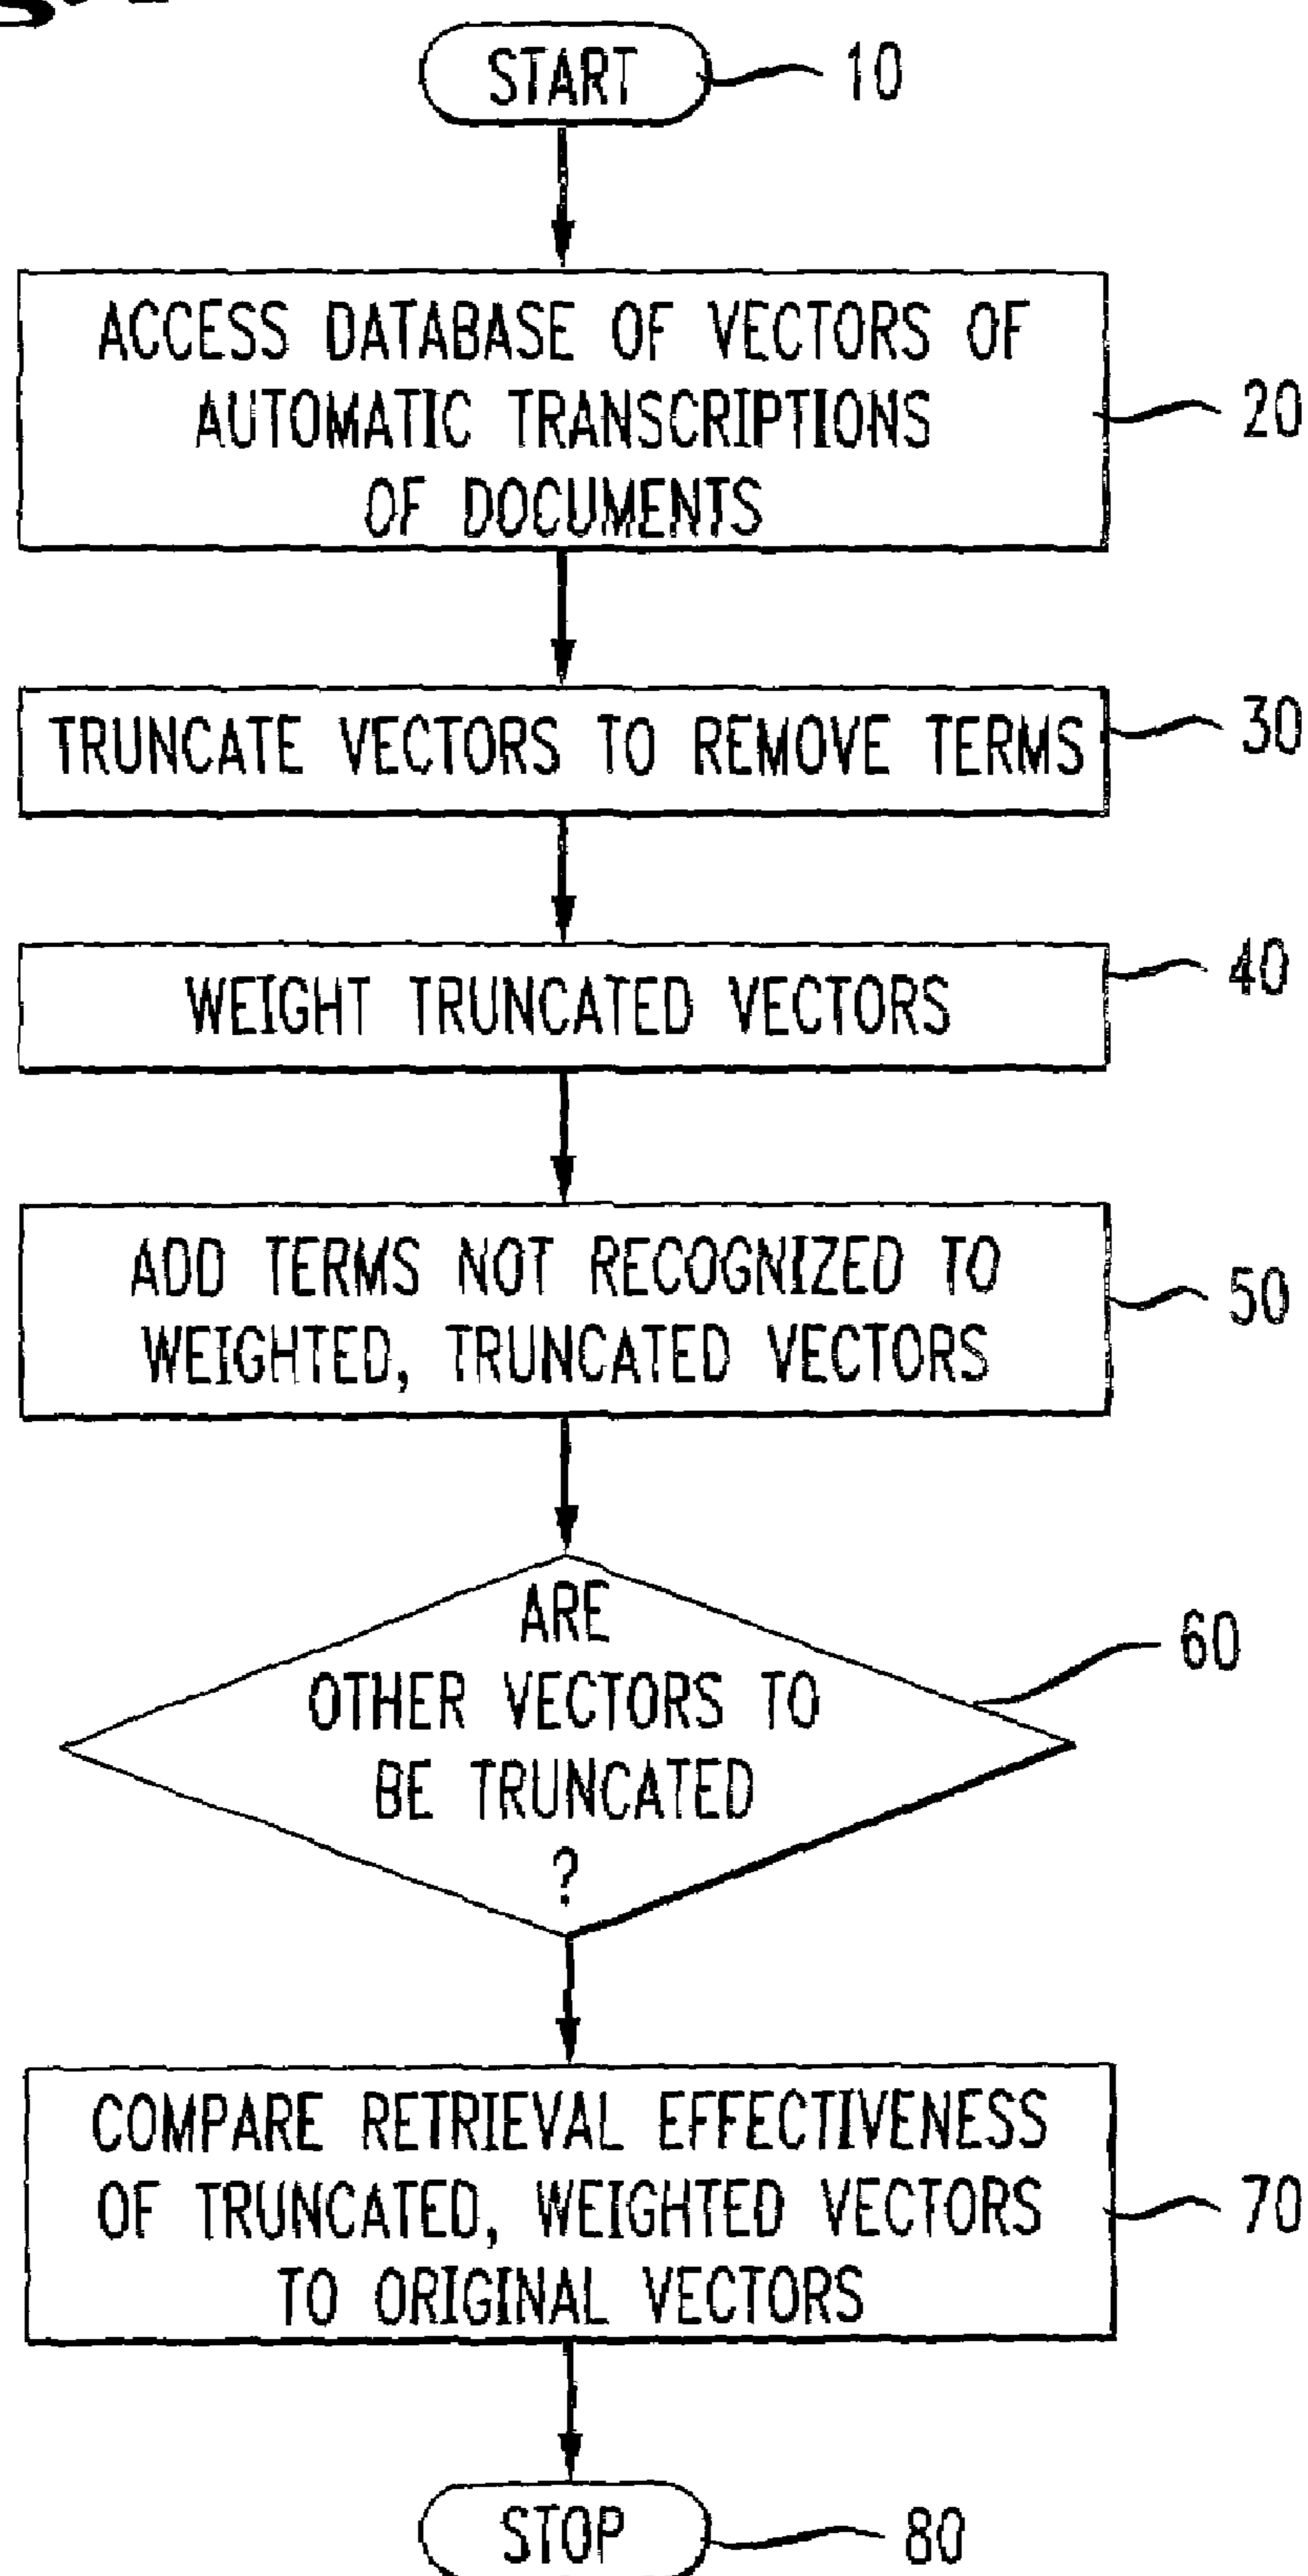 START
10
ACCESS DATABASE OF VECTORS OF
AUTOMATIC TRANSCRIPTIONS
OF DOCUMENTS
20
TRUNCATE VECTORS TO REMOVE TERMS
30
WEIGHT TRUNCATED VECTORS
40
ADD TERMS NOT RECOGNIZED TO
WEIGHTED, TRUNCATED VECTORS
50
ARE
OTHER VECTORS TO
BE TRUNCATED
?
60
COMPARE RETRIEVAL EFFECTIVENESS
OF TRUNCATED, WEIGHTED VECTORS
TO ORIGINAL VECTORS
70
STOP
80